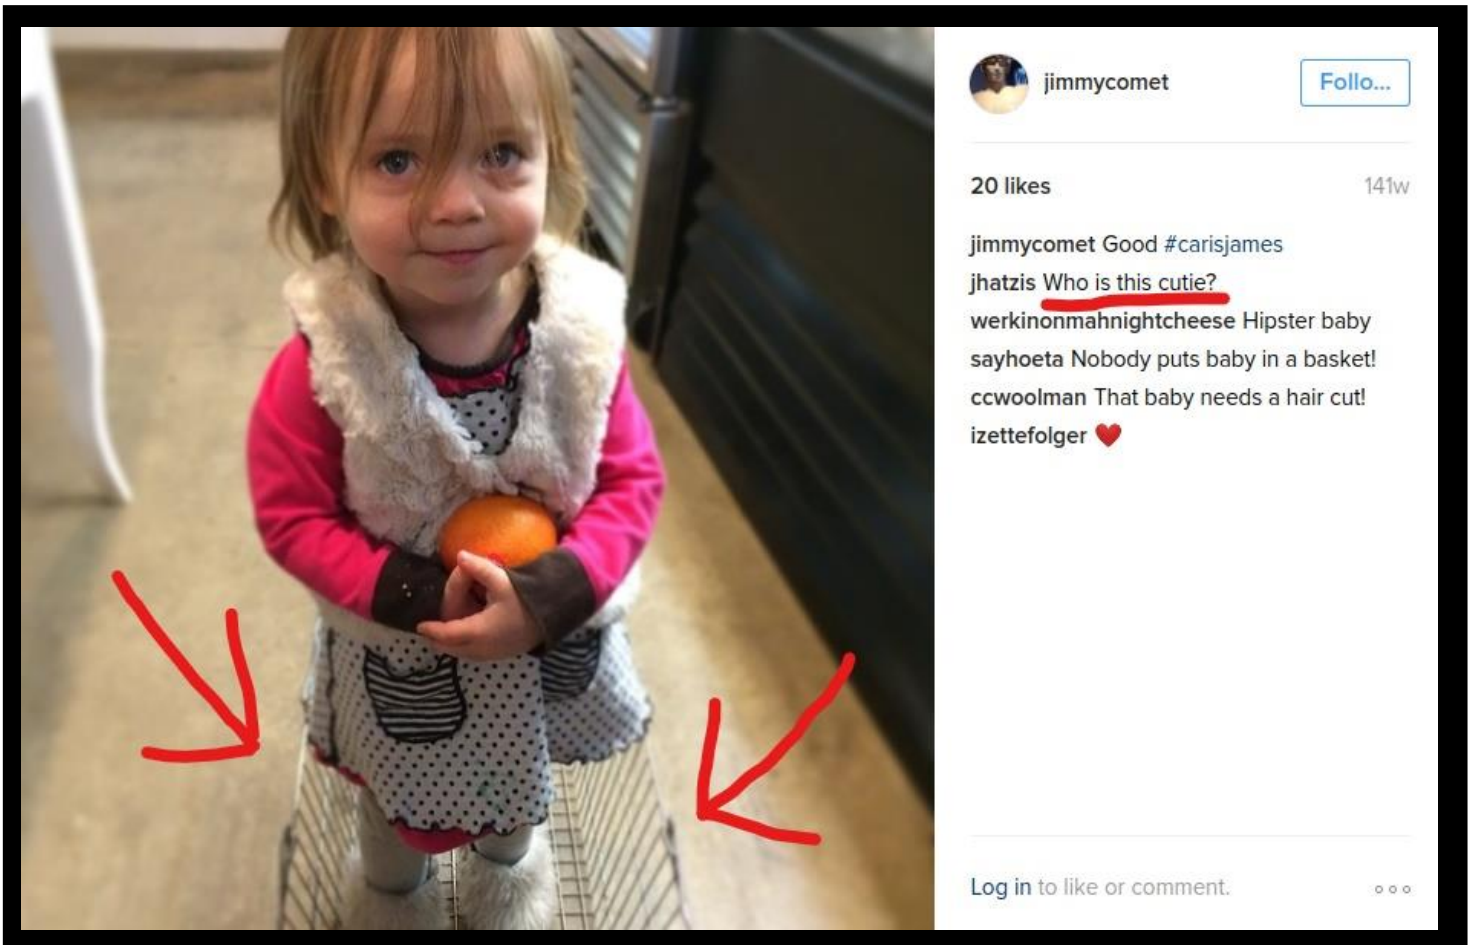 jimmycomet
Follo...
20 likes
141w
jimmycomet Good #carisjames
jhatzis Who is this cutie?
werkinonmahnightcheese Hipster baby
sayhoeta Nobody puts baby in a basket!
ccwoolman That baby needs a hair cut!
izettefolger ❤️
Log in to like or comment.